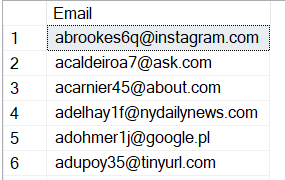 Email
1 abrookes6q@instagram.com
2 acaldeiroa7@ask.com
3 acarnier45@about.com
4 adelhay1f@nydailynews.com
5 adohmer1j@google.pl
6 adupoy35@tinyurl.com